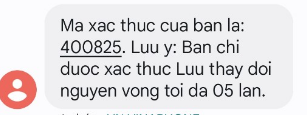 Ma xac thuc cua ban la:
400825. Luu y: Ban chi
duoc xac thuc Luu thay doi
nguyen vong toi da 05 lan.